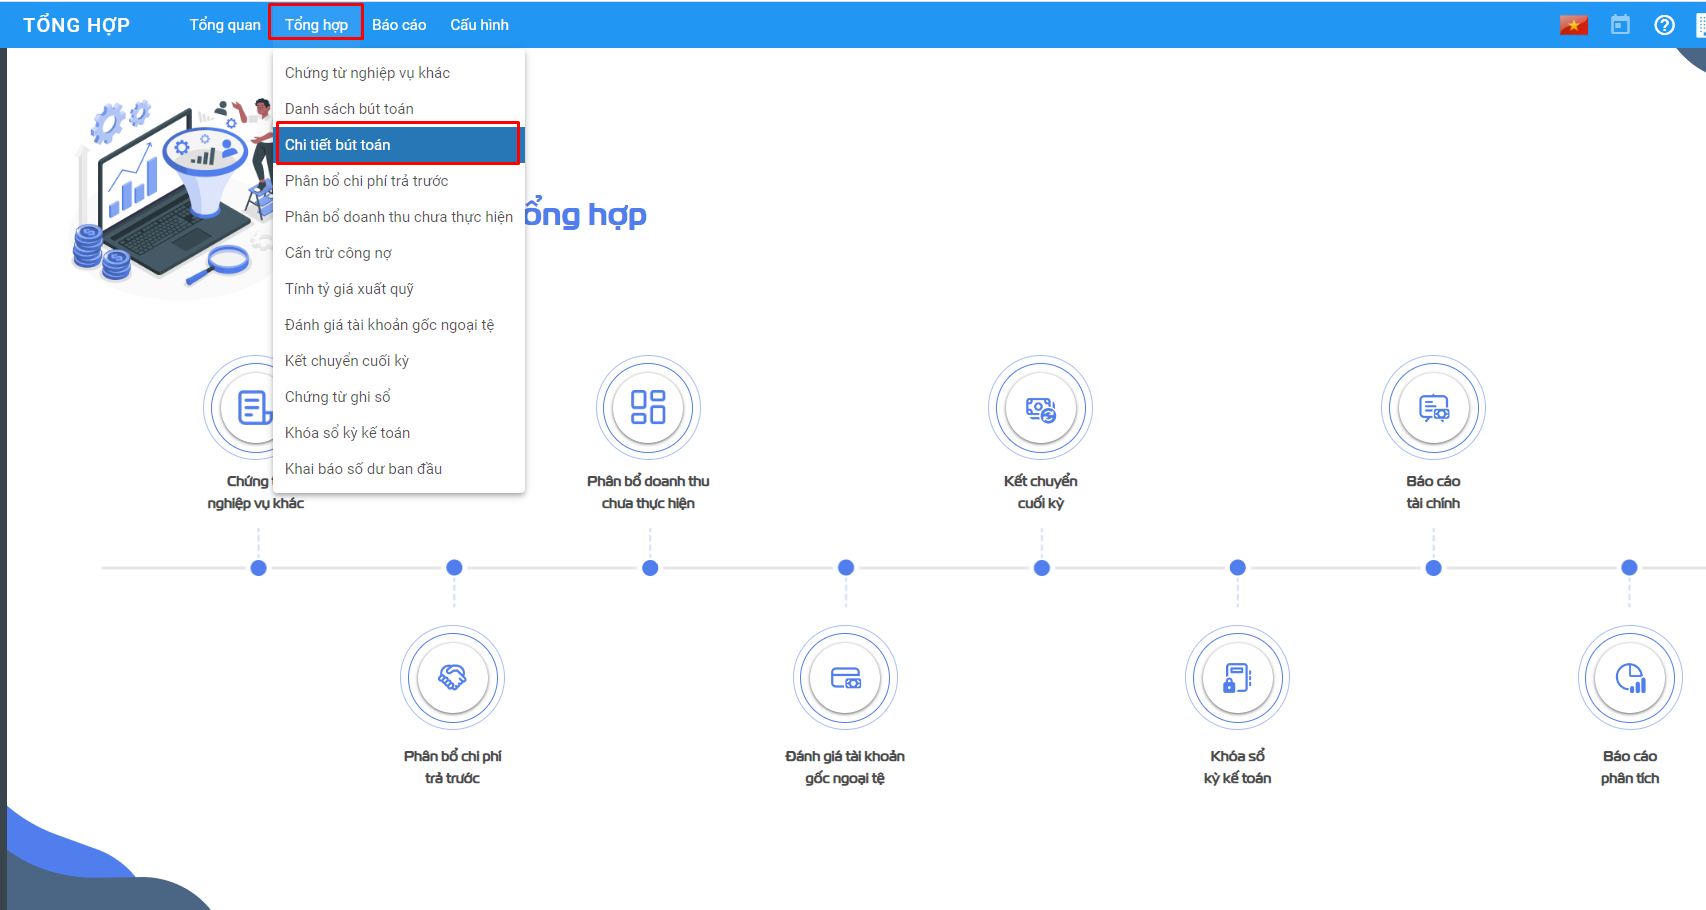 TỔNG HỢP
Tổng quan
Tổng hợp
Báo cáo
Cấu hình
Chứng từ nghiệp vụ khác
Danh sách bút toán
Chi tiết bút toán
Phân bổ chi phí trả trước
Phân bổ doanh thu chưa thực hiện
Cấn trừ công nợ
Tính tỷ giá xuất quỹ
Đánh giá tài khoản gốc ngoại tệ
Kết chuyển cuối kỳ
Chứng từ ghi sổ
Khóa sổ kỳ kế toán
Khai báo số dư ban đầu
ổng hợp
Chứng
nghiệp vụ khác
Phân bổ doanh thu
chưa thực hiện
Kết chuyển
cuối kỳ
Báo cáo
tài chính
Phân bổ chi phí
trả trước
Đánh giá tài khoản
gốc ngoại tệ
Khóa sổ
kỳ kế toán
Báo cáo
phân tích